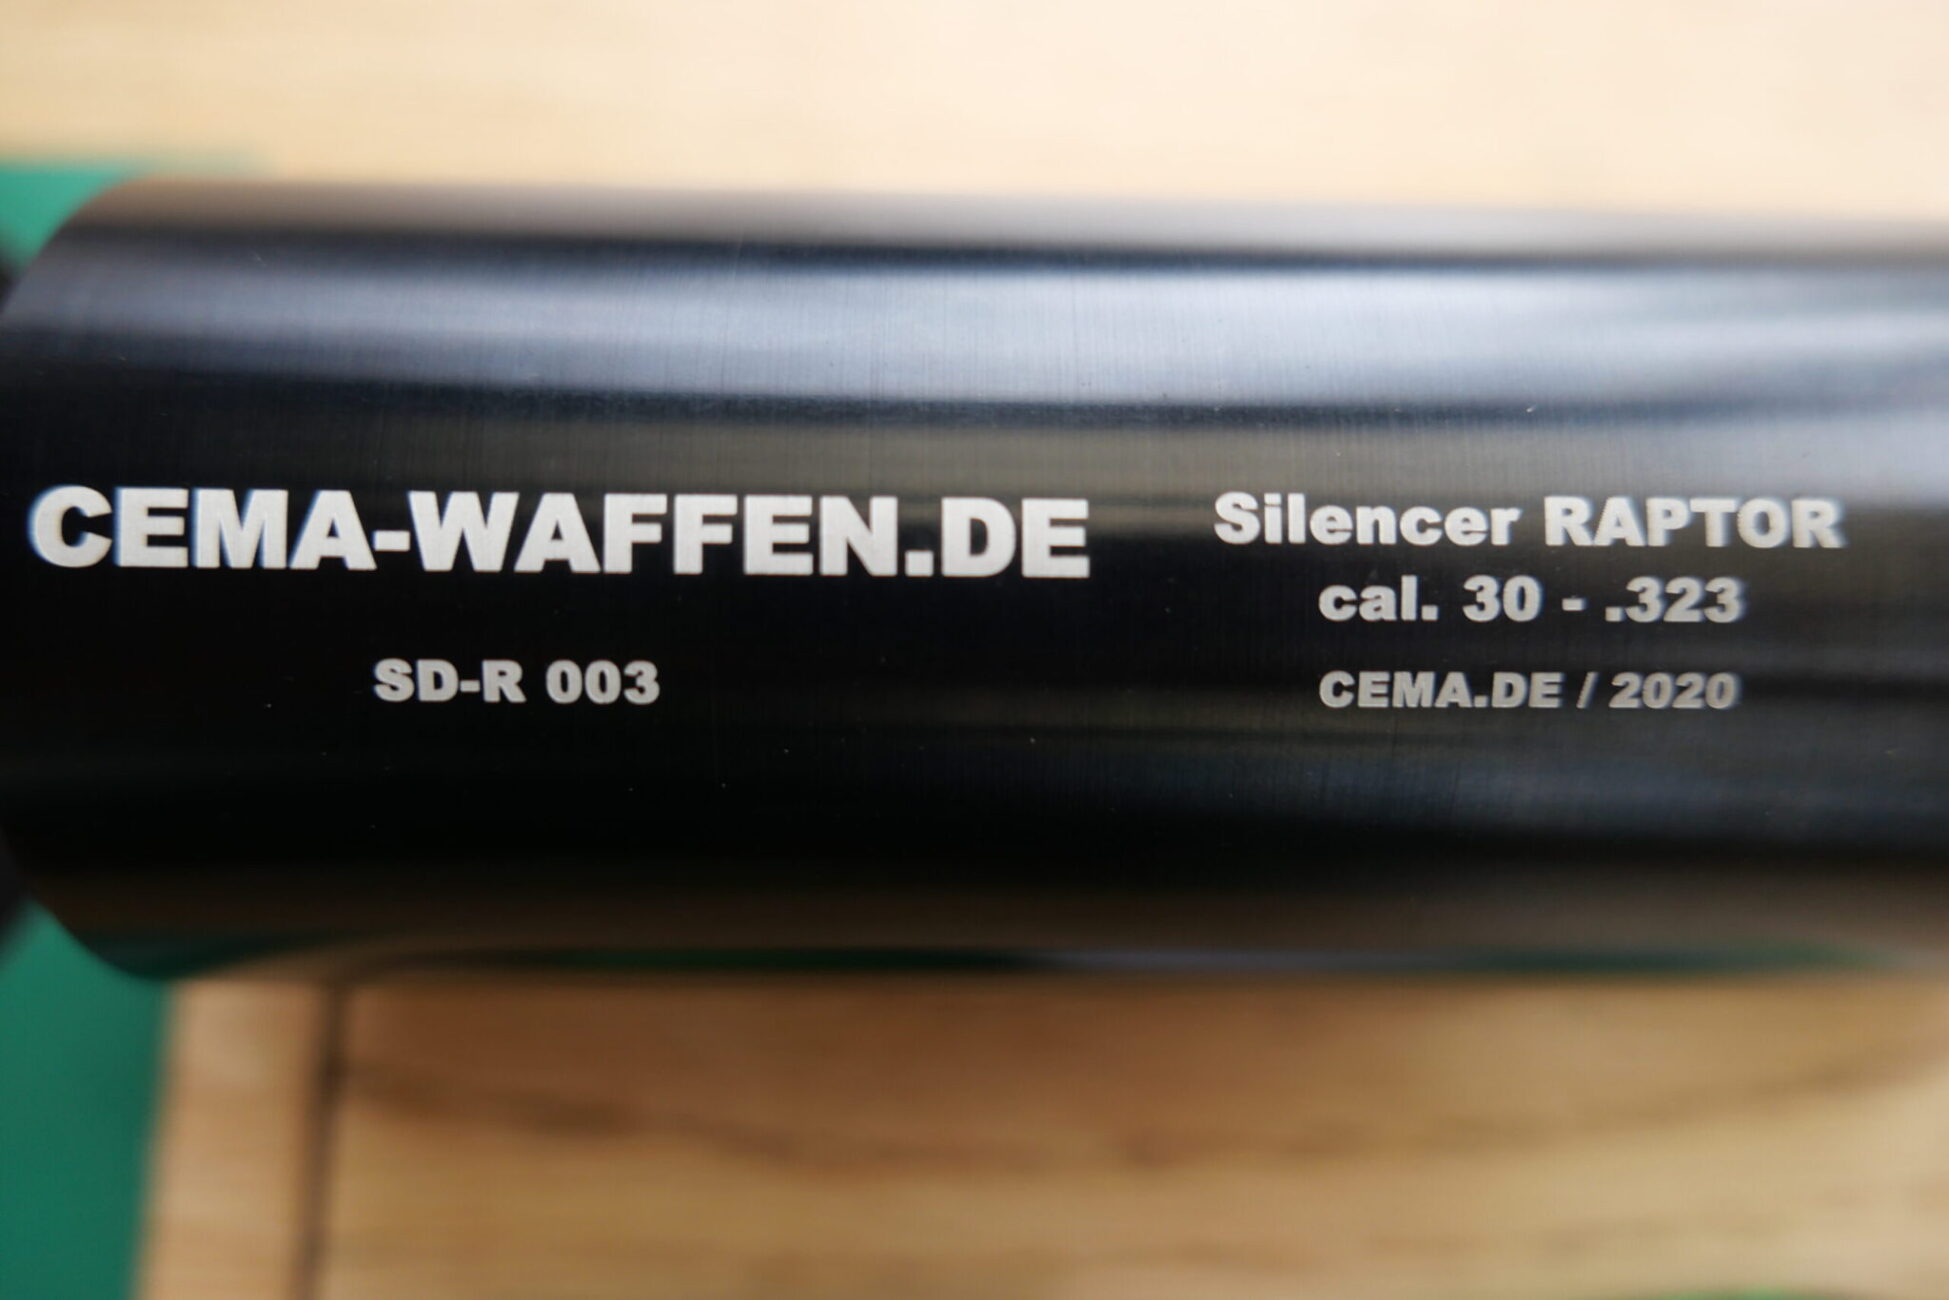 CEMA-WAFFEN.DE
SD-R 003
Silencer RAPTOR
cal. 30 - .323
CEMA.DE / 2020